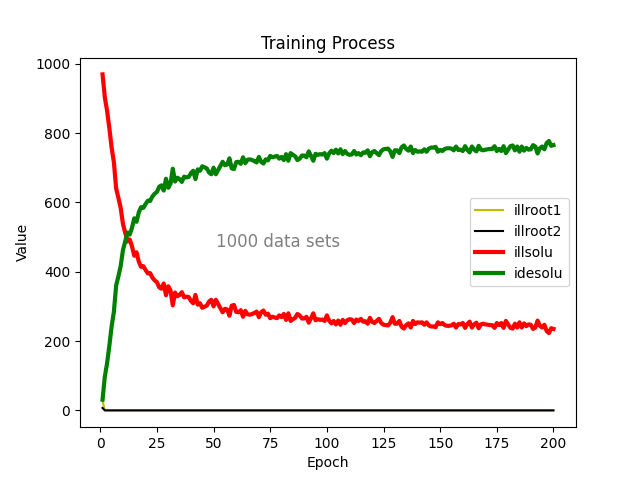 Training Process
1000
800
600
400
200
0
Value
1000 data sets
illroot1
illroot2
illsolu
idesolu
0 25 50 75 100 125 150 175 200
Epoch